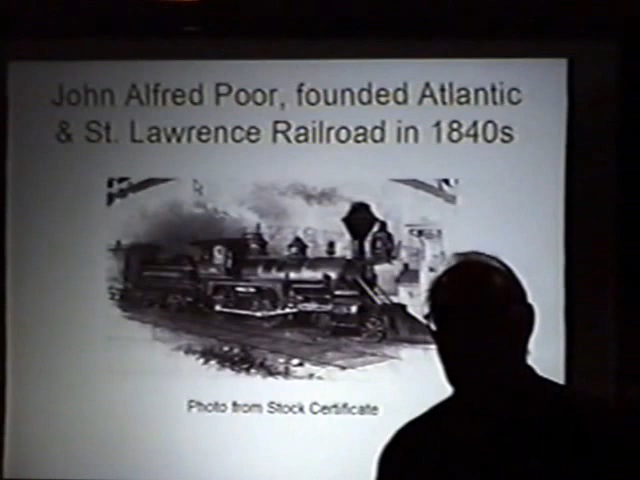 John Alfred Poor, founded Atlantic
& St. Lawrence Railroad in 1840s
Photo from Stock Certificate